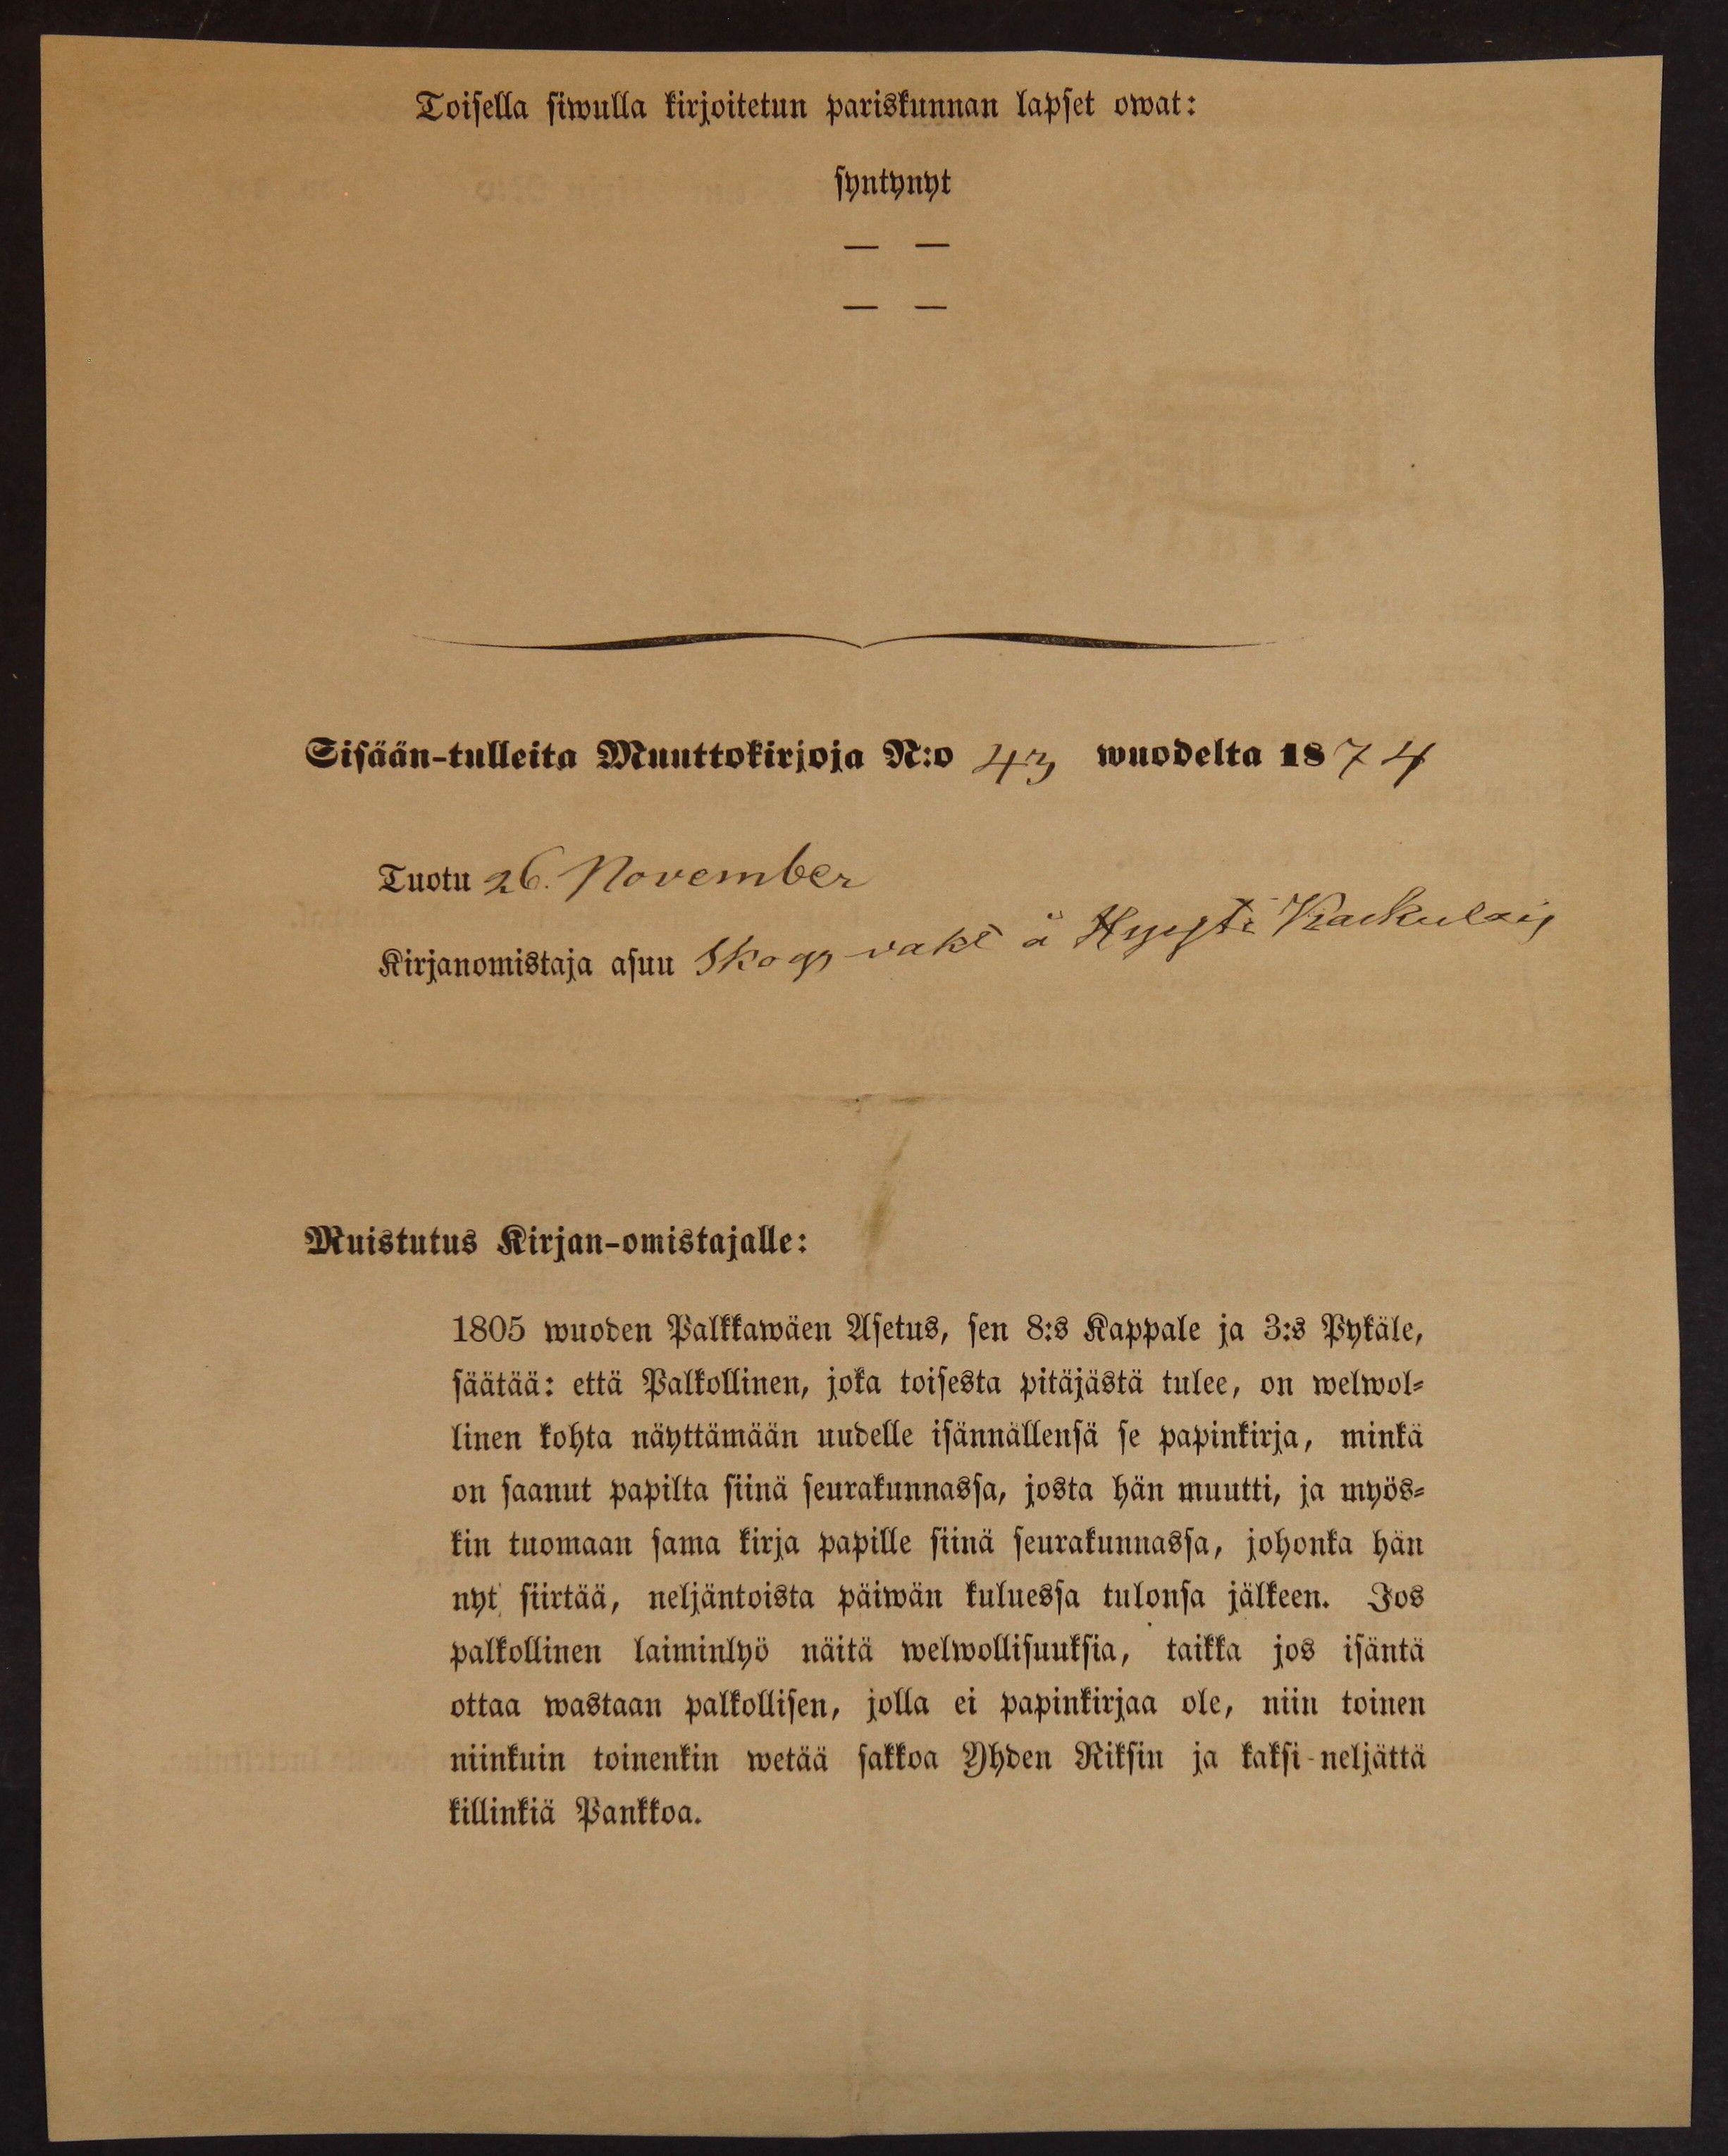 Toisella siwulla kirjoitetun pariskunnan lapset owat:
syntynyt
— —
— —
Sisään-tulleita Muuttokirjoja N:o 43 wuodelta 1874
Tuotu 26. November
Kirjanomistaja asuu Skogvakt å
Muistutus Kirjan-omistajalle:
1805 wuoden Palkkawäen Asetus, sen 8:s Kappale ja 3:s Pykäle,
säätää: että Palkollinen, joka toisesta pitäjästä tulee, on welwol-
linen kohta näyttämään uudelle isännällensä se papinkirja, minkä
on saanut papilta siinä seurakunnassa, josta hän muutti, ja myös-
kin tuomaan sama kirja papille siinä seurakunnassa, johonka hän
nyt siirtää, neljäntoista päiwän kuluessa tulonsa jälkeen. Jos
palkollinen laiminlyö näitä welwollisuuksia, taikka jos isäntä
ottaa wastaan palkollisen, jolla ei papinkirjaa ole, niin toinen
niinkuin toinenkin wetää sakkoa Yhden Riksin ja kaksi-neljättä
killinkiä Pankkoa.